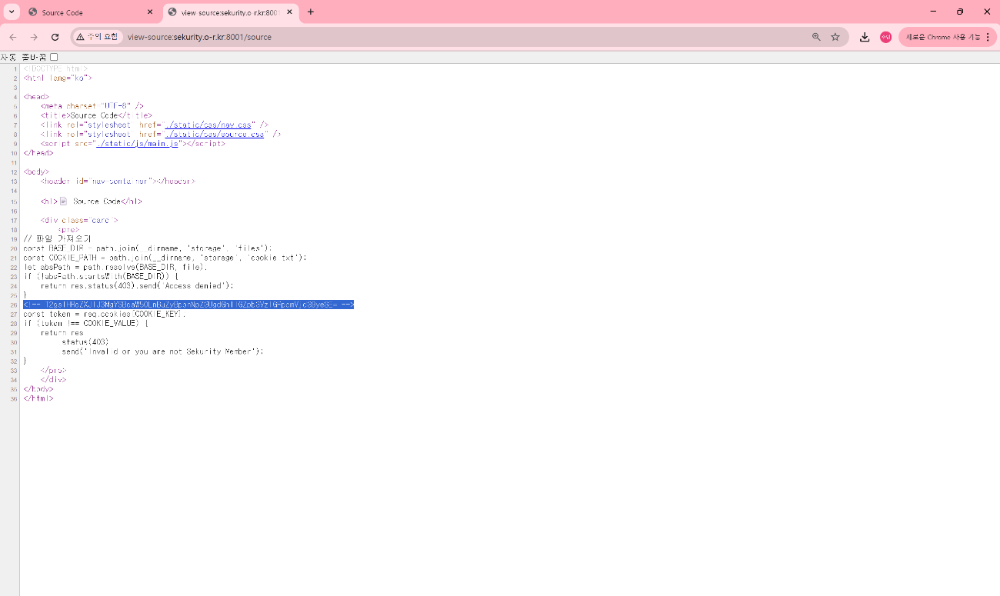 Source Code
view-source:sekurity.o-r.kr:8001
주의 요함
view-source:sekurity.o-r.kr:8001/source
수민
새로운 Chrome 사용 가능
자동 줄바꿈
1 <!DOCTYPE html>
2 <html lang="ko">
3
4 <head>
5 <meta charset="UTF-8" />
6 <title>Source Code</title>
7 <link rel="stylesheet" href="./static/css/nav.css" />
8 <link rel="stylesheet" href="./static/css/source.css" />
9 <script src="./static/js/main.js"></script>
10 </head>
11
12 <body>
13 <header id="nav-container"></header>
14
15 <h1>📄 Source Code</h1>
16
17 <div class="card">
18 <pre>
19 // 파일 가져오기
20 const BASE_DIR = path.join(__dirname, 'storage', 'files');
21 const COOKIE_PATH = path.join(__dirname, 'storage', 'cookie.txt');
22 let absPath = path.resolve(BASE_DIR, file);
23 if (!absPath.startsWith(BASE_DIR)) {
24 return res.status(403).send('Access denied');
25 }
26 <!-- -->
27 const token = req.cookies[COOKIE_KEY];
28 if (token !== COOKIE_VALUE) {
29 return res
30 .status(403)
31 .send('Invalid or you are not Sekurity Member');
32 }
33 </pre>
34 </div>
35 </body>
36 </html>